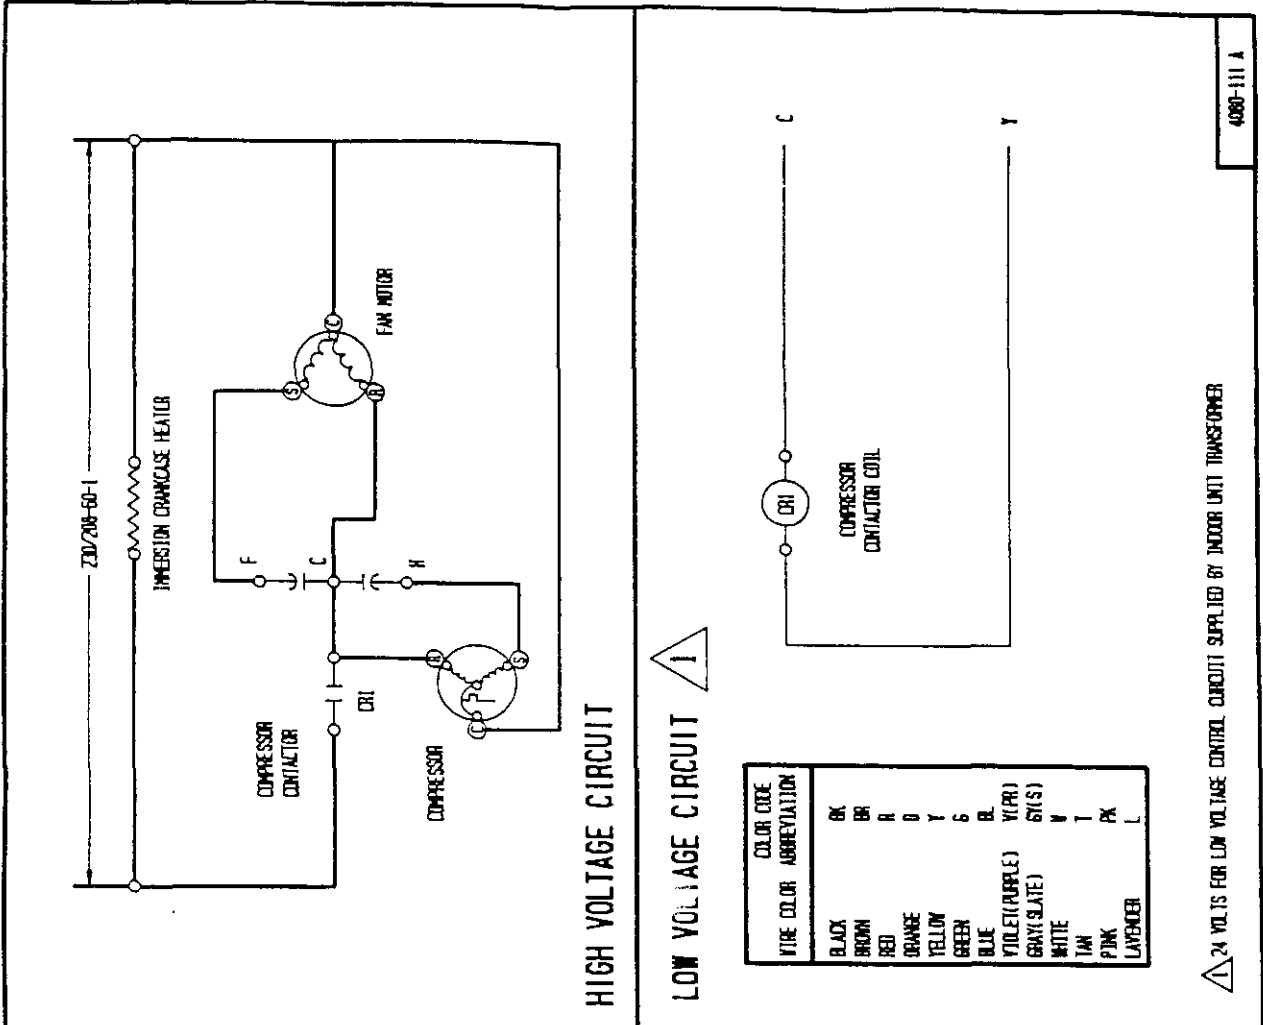 230/208-60-1
IMMERSION CRANKCASE HEATER
S
C
R
FAN MOTOR
F
C
H
COMPRESSOR
CONTACTOR
CR1
R
S
C
COMPRESSOR
HIGH VOLTAGE CIRCUIT
LOW VOLTAGE CIRCUIT
1
C
Y
CR1
COMPRESSOR
CONTACTOR COIL
COLOR CODE
WIRE COLOR ABBREVIATION
BLACK BK
BROWN BR
RED R
ORANGE O
YELLOW Y
GREEN G
BLUE BL
VIOLET(PURPLE) V(PR)
GRAY(SLATE) GY(S)
WHITE W
TAN T
PINK PK
LAVENDER L
1 24 VOLTS FOR LOW VOLTAGE CONTROL CURCUIT SUPPLIED BY INDOOR UNIT TRANSFORMER
4080-111 A